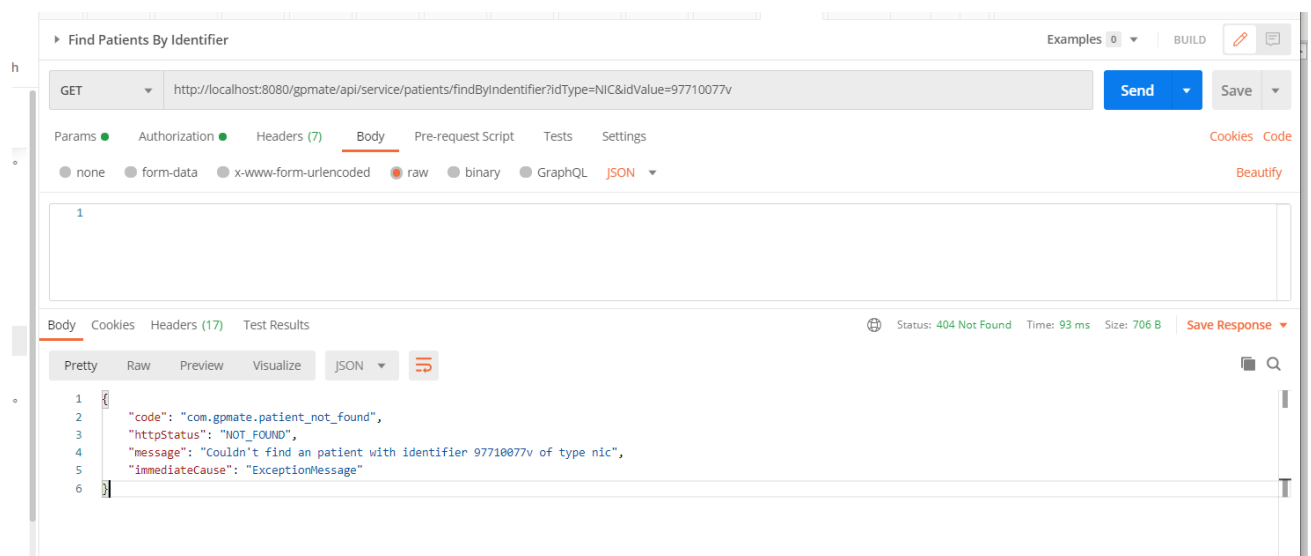 Find Patients By Identifier Examples 0 BUILD
h
GET http://localhost:8080/gpmate/api/service/patients/findByIndentifier?idType=NIC&idValue=97710077v Send Save
Params Authorization Headers (7) Body Pre-request Script Tests Settings Cookies Code
none form-data x-www-form-urlencoded raw binary GraphQL JSON Beautify
1
Body Cookies Headers (17) Test Results Status: 404 Not Found Time: 93 ms Size: 706 B Save Response
Pretty Raw Preview Visualize JSON
1 {
2 "code": "com.gpmate.patient_not_found",
3 "httpStatus": "NOT_FOUND",
4 "message": "Couldn't find an patient with identifier 97710077v of type nic",
5 "immediateCause": "ExceptionMessage"
6 }